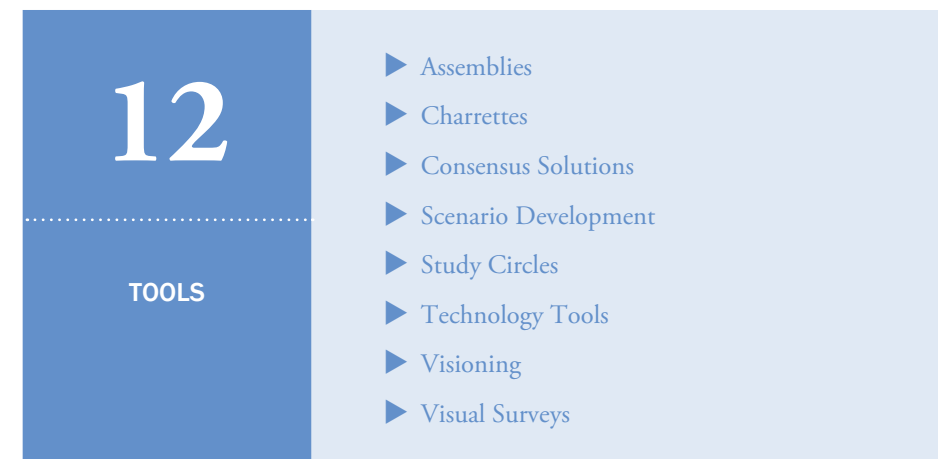 12
TOOLS
Assemblies
Charrettes
Consensus Solutions
Scenario Development
Study Circles
Technology Tools
Visioning
Visual Surveys